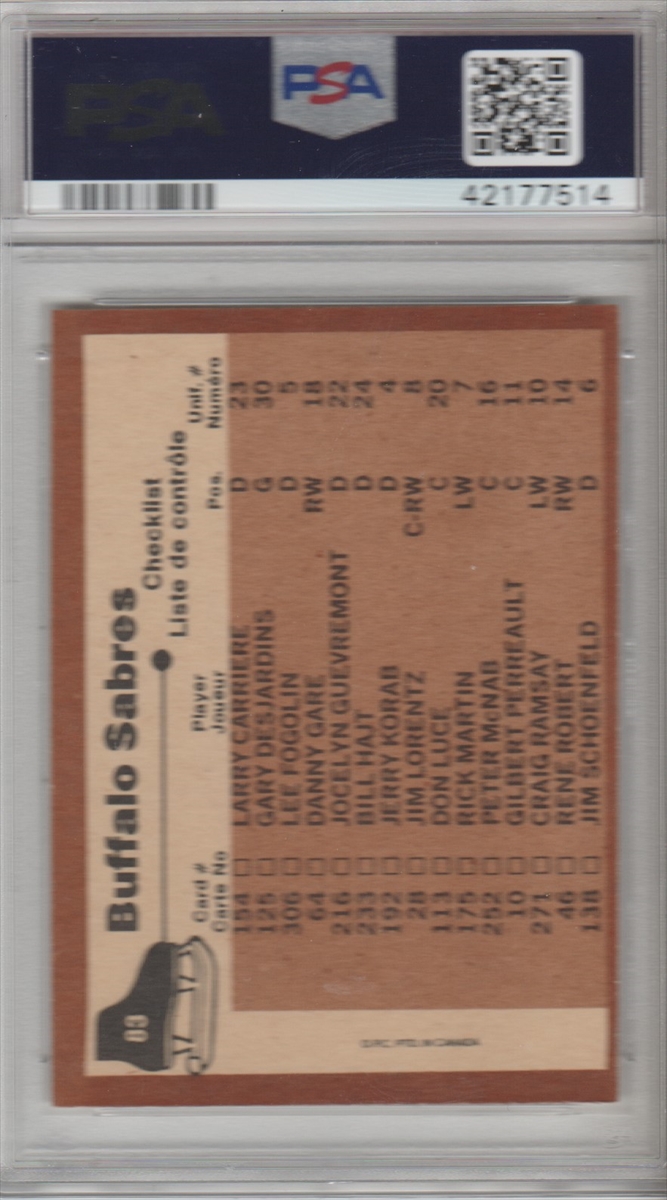 PSA
PSA
42177514
83
Buffalo Sabres
Checklist
Liste de contrôle
Card # Player Pos. Unif. #
Carte No Joueur Numéro
154 □ LARRY CARRIERE D 23
125 □ GARY DESJARDINS G 30
306 □ LEE FOGOLIN D 5
64 □ DANNY GARE RW 18
216 □ JOCELYN GUEVREMONT D 22
233 □ BILL HAJT D 24
192 □ JERRY KORAB D 4
28 □ JIM LORENTZ C-RW 8
113 □ DON LUCE C 20
175 □ RICK MARTIN LW 7
252 □ PETER McNAB C 16
10 □ GILBERT PERREAULT C 11
271 □ CRAIG RAMSAY LW 10
46 □ RENE ROBERT RW 14
138 □ JIM SCHOENFELD D 6
O.P.C. PTD. IN CANADA